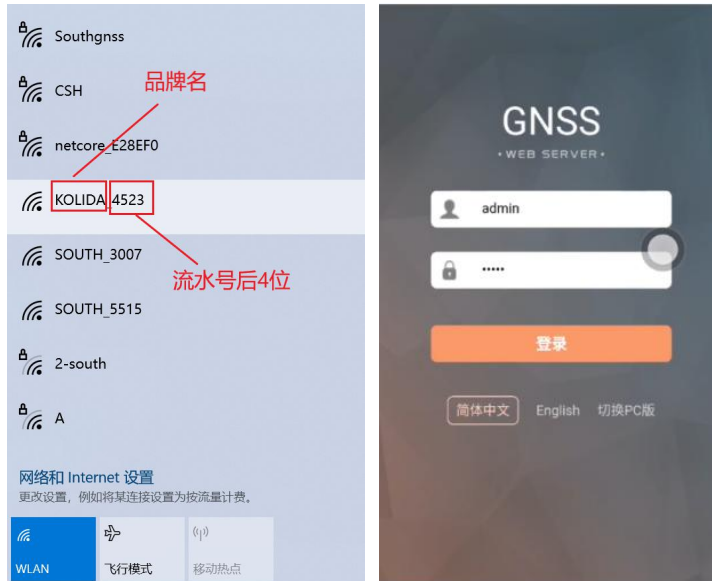 Southgnss
CSH
品牌名
netcore_E28EF0
KOLIDA_4523
SOUTH_3007
流水号后4位
SOUTH_5515
2-south
A
网络和 Internet 设置
更改设置，例如将某连接设置为按流量计费。
WLAN
飞行模式
移动热点
GNSS
·WEB SERVER·
admin
•••••
登录
简体中文 English 切换PC版